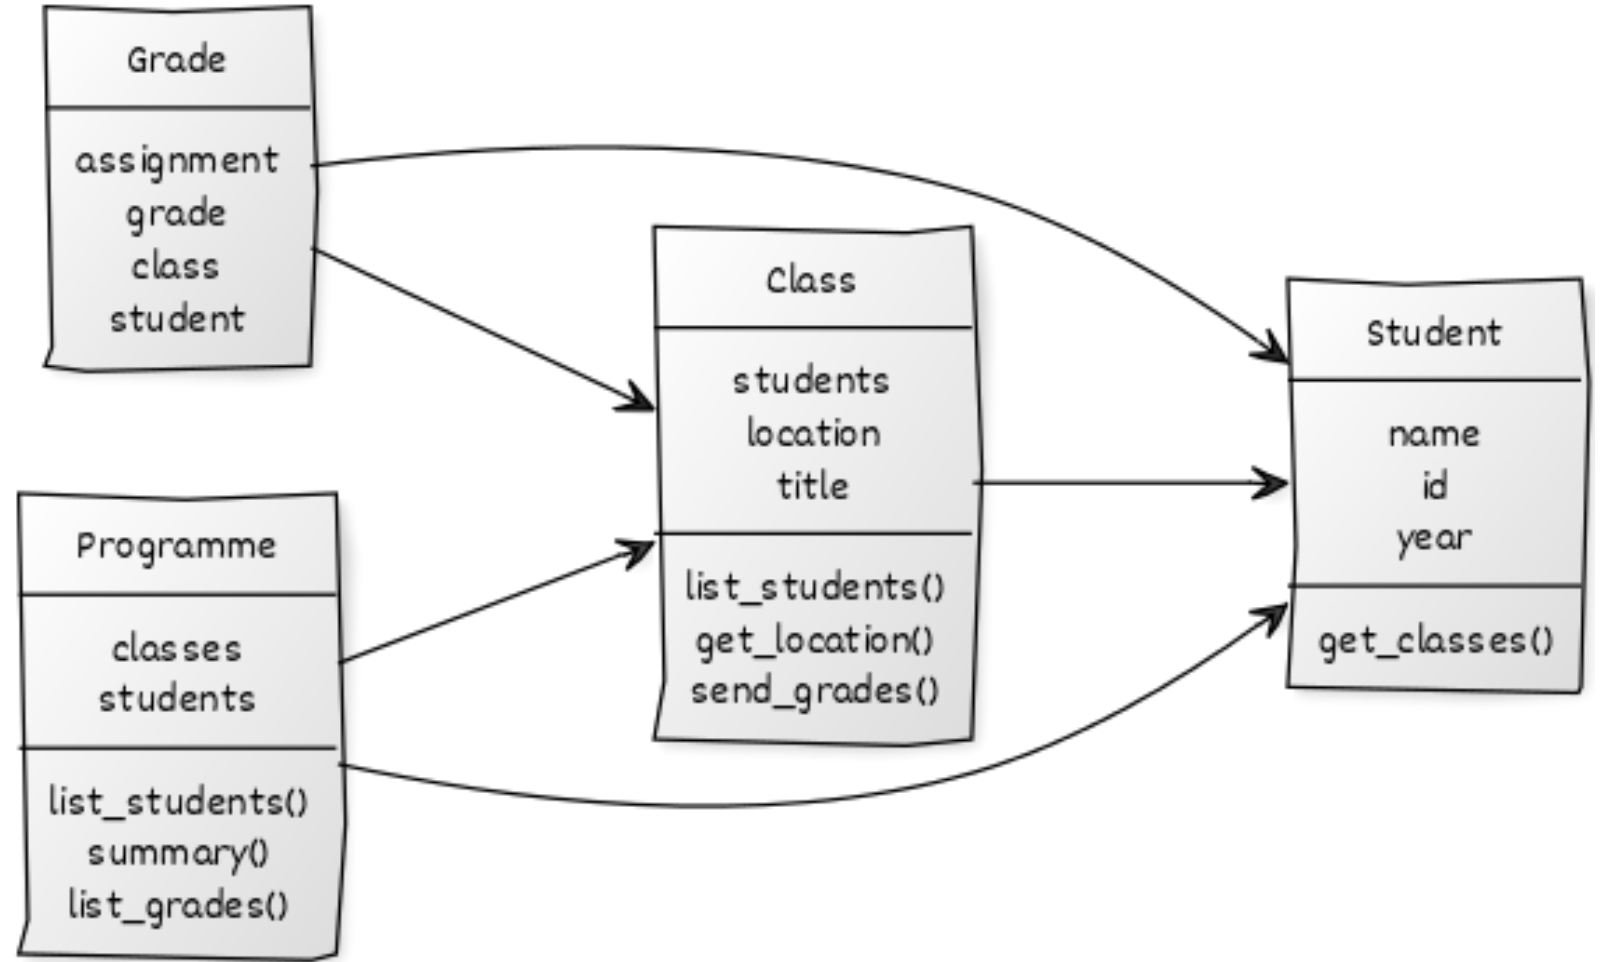 Grade
assignment
grade
class
student
Programme
classes
students
list_students()
summary()
list_grades()
Class
students
location
title
list_students()
get_location()
send_grades()
Student
name
id
year
get_classes()